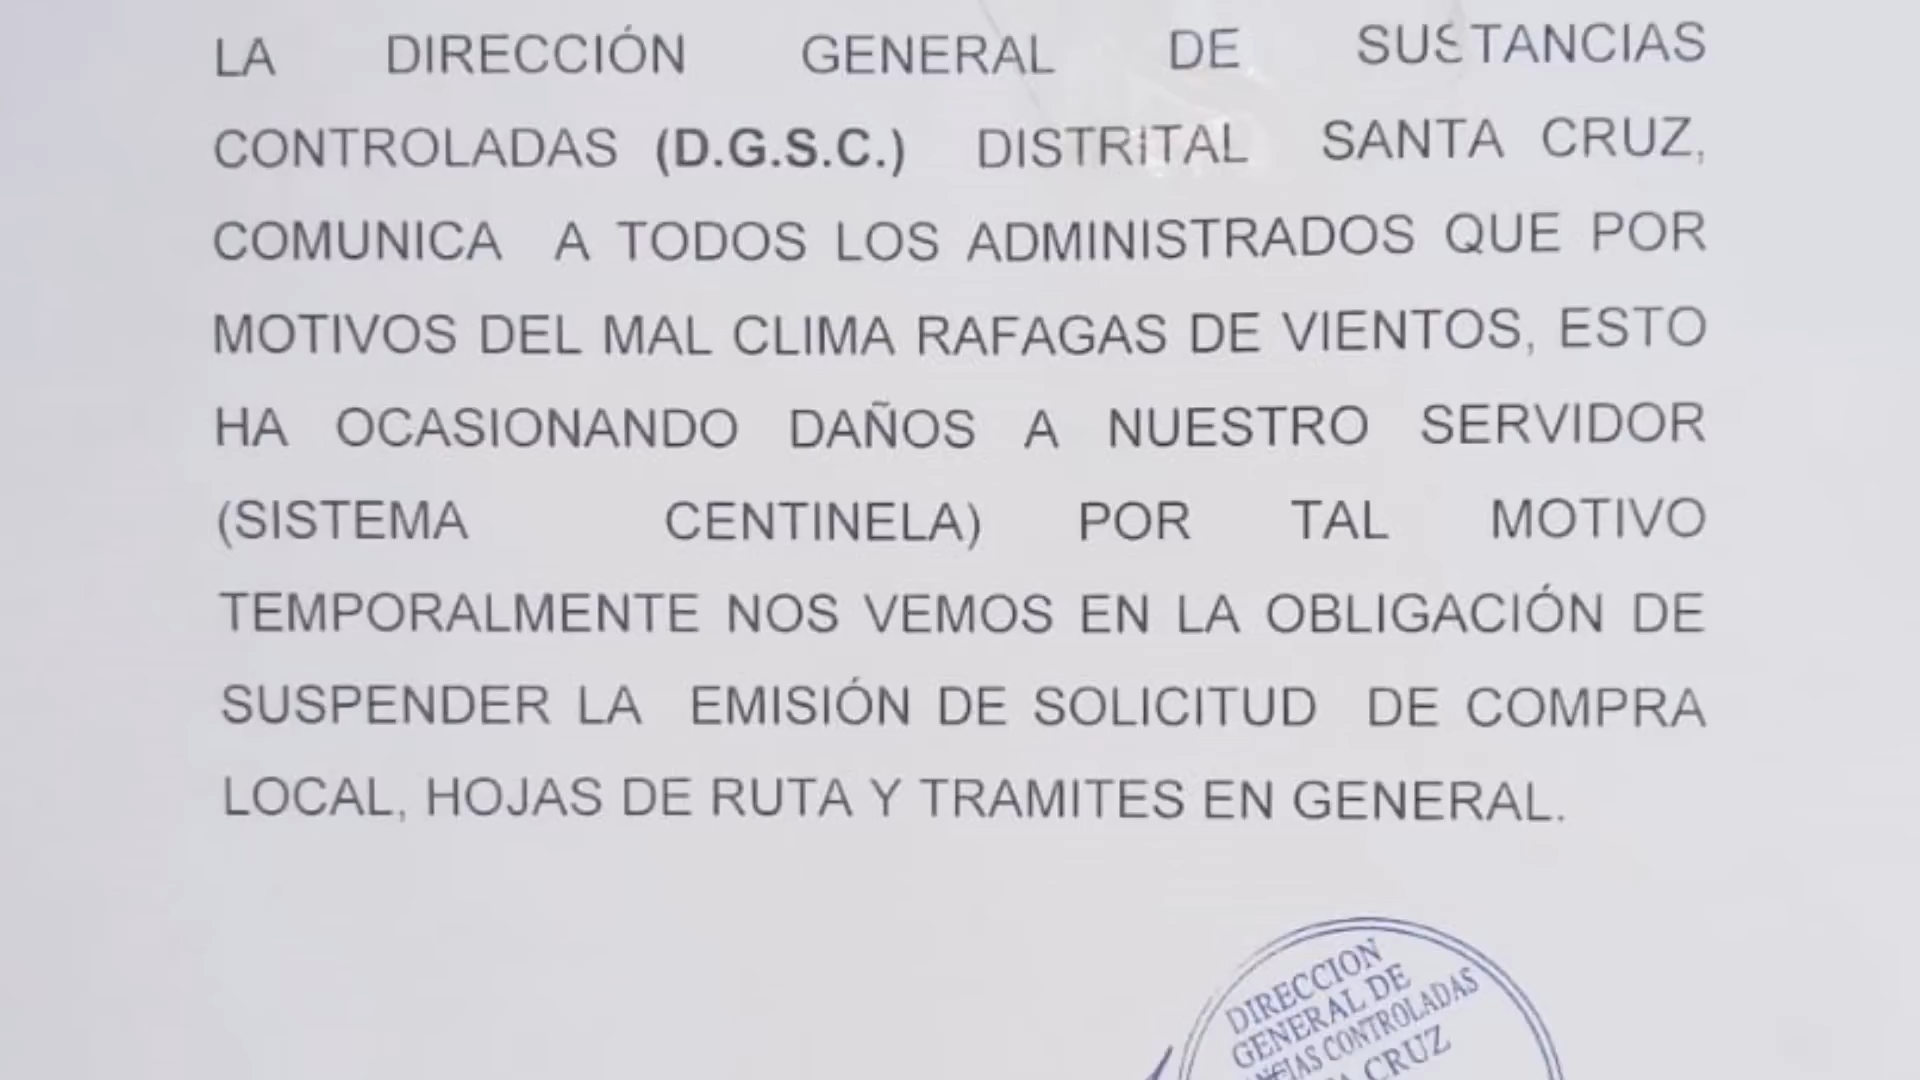 LA DIRECCIÓN GENERAL DE SUSTANCIAS
CONTROLADAS (D.G.S.C.) DISTRITAL SANTA CRUZ,
COMUNICA A TODOS LOS ADMINISTRADOS QUE POR
MOTIVOS DEL MAL CLIMA RAFAGAS DE VIENTOS, ESTO
HA OCASIONANDO DAÑOS A NUESTRO SERVIDOR
(SISTEMA CENTINELA) POR TAL MOTIVO
TEMPORALMENTE NOS VEMOS EN LA OBLIGACIÓN DE
SUSPENDER LA EMISIÓN DE SOLICITUD DE COMPRA
LOCAL, HOJAS DE RUTA Y TRAMITES EN GENERAL.
DIRECCION
GENERAL DE
CONTROLADAS
CRUZ